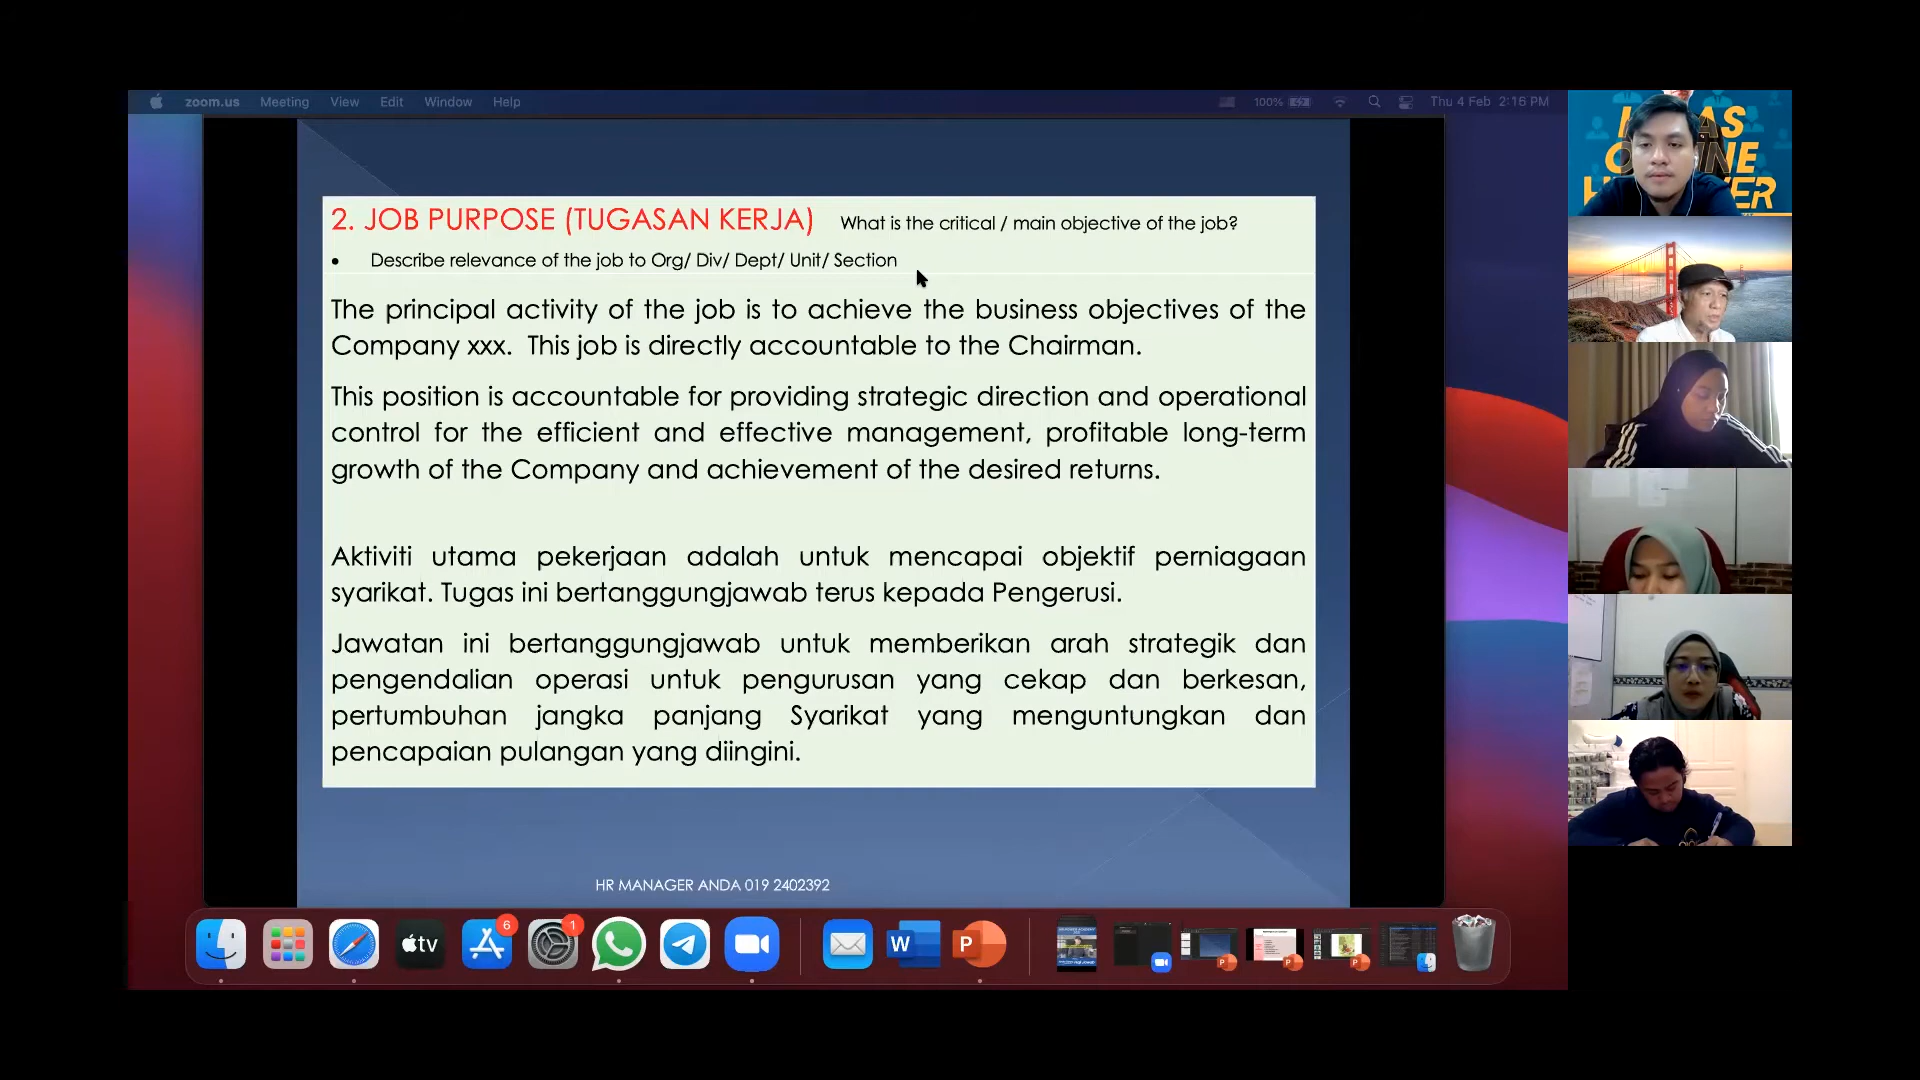 zoom.us Meeting View Edit Window Help 100% Thu 4 Feb 2:16 PM
2. JOB PURPOSE (TUGASAN KERJA) What is the critical / main objective of the job?
• Describe relevance of the job to Org/ Div/ Dept/ Unit/ Section
The principal activity of the job is to achieve the business objectives of the
Company xxx. This job is directly accountable to the Chairman.
This position is accountable for providing strategic direction and operational
control for the efficient and effective management, profitable long-term
growth of the Company and achievement of the desired returns.
Aktiviti utama pekerjaan adalah untuk mencapai objektif perniagaan
syarikat. Tugas ini bertanggungjawab terus kepada Pengerusi.
Jawatan ini bertanggungjawab untuk memberikan arah strategik dan
pengendalian operasi untuk pengurusan yang cekap dan berkesan,
pertumbuhan jangka panjang Syarikat yang menguntungkan dan
pencapaian pulangan yang diingini.
HR MANAGER ANDA 019 2402392
tv 6 1 W P